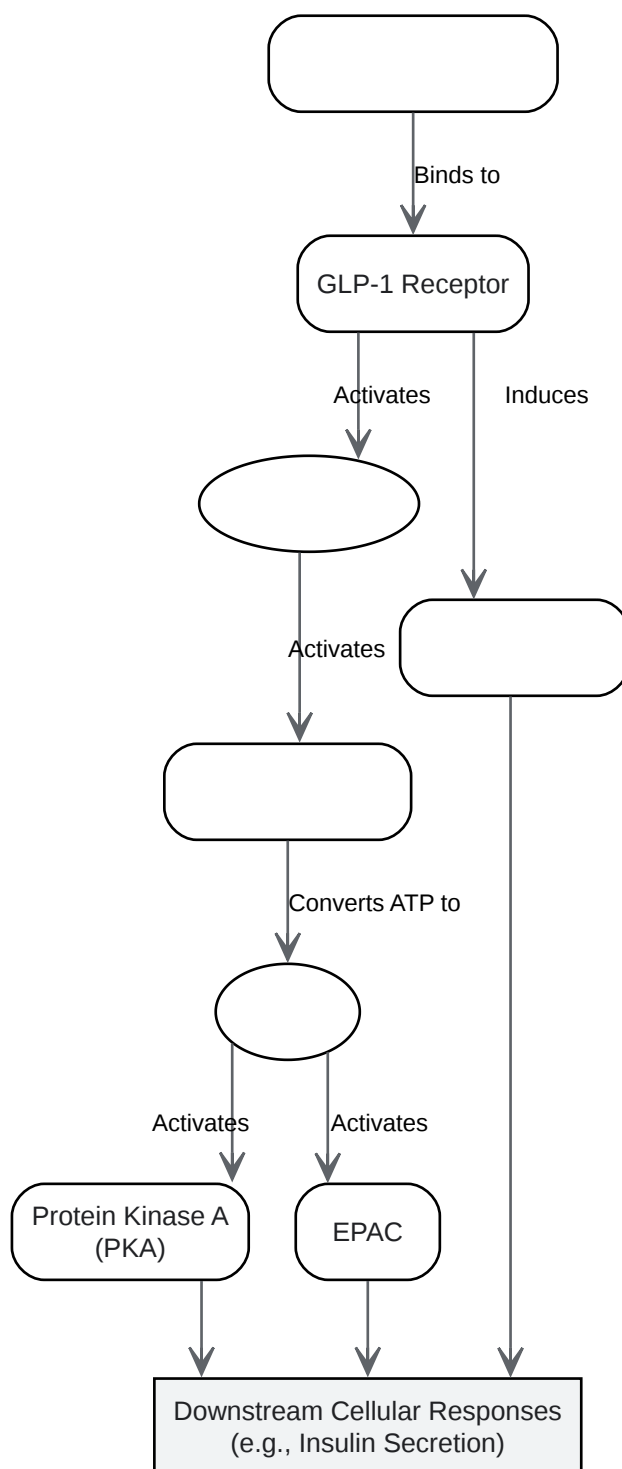 Binds to
GLP-1 Receptor
Activates
Induces
Activates
Converts ATP to
Activates
Activates
Protein Kinase A
(PKA)
EPAC
Downstream Cellular Responses
(e.g., Insulin Secretion)